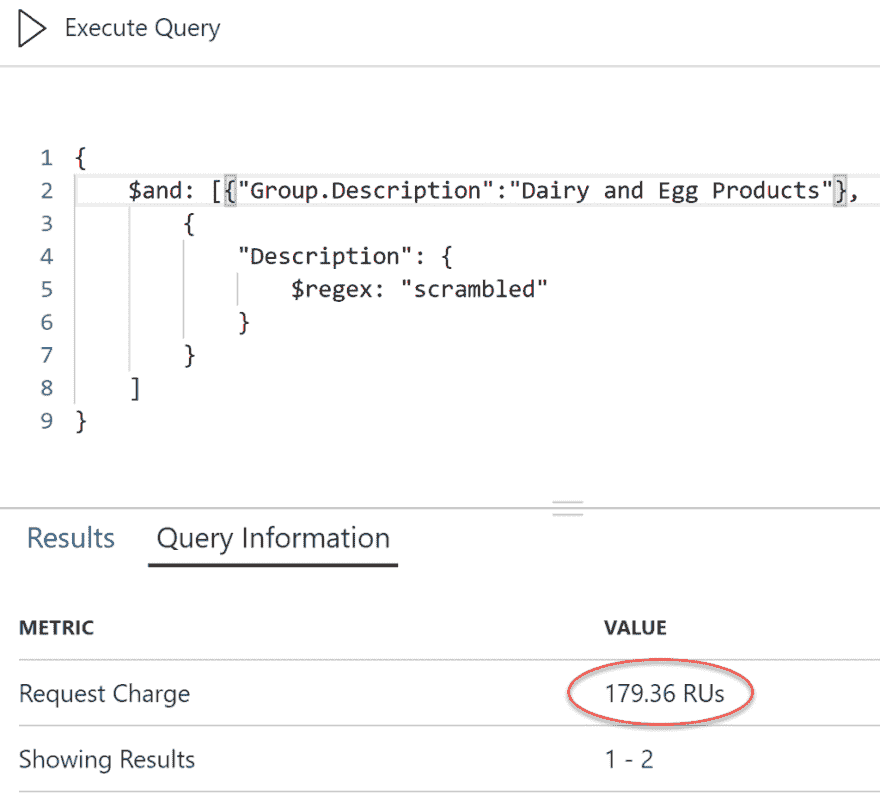 Execute Query
1 {
2 $and: [{"Group.Description":"Dairy and Egg Products"},
3 {
4 "Description": {
5 $regex: "scrambled"
6 }
7 }
8 ]
9 }
Results Query Information
METRIC VALUE
Request Charge 179.36 RUs
Showing Results 1 - 2